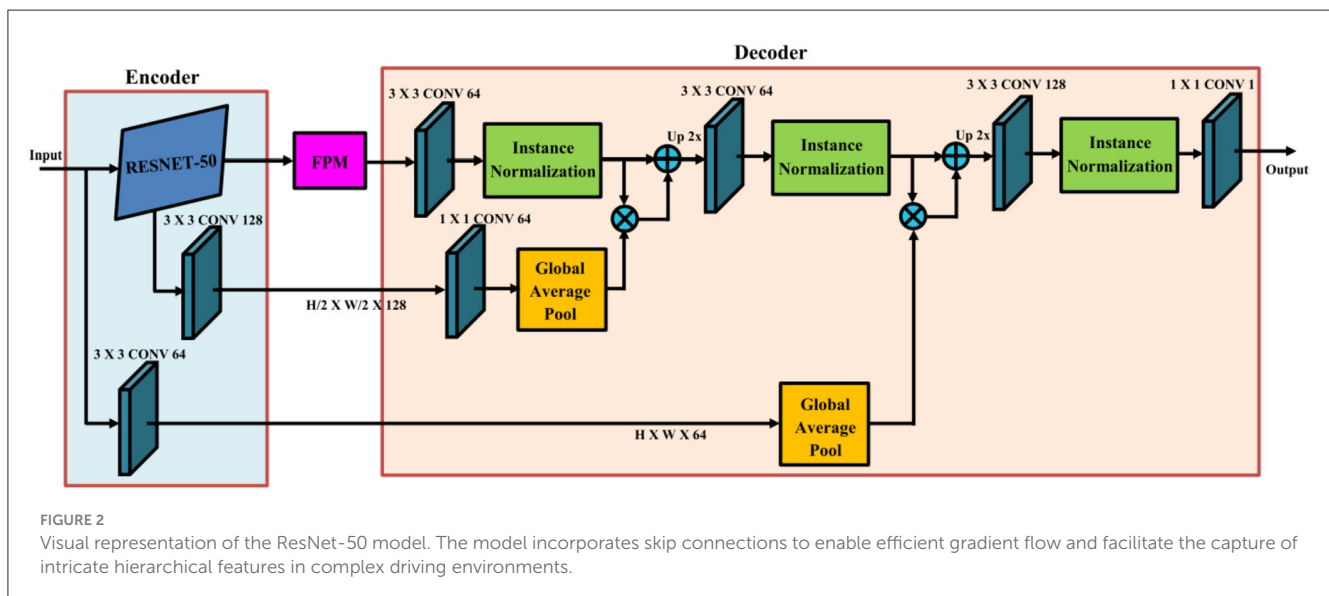 Encoder
Decoder
Input
RESNET-50
3 X 3 CONV 128
3 X 3 CONV 64
FPM
3 X 3 CONV 64
Instance
Normalization
1 X 1 CONV 64
Global
Average
Pool
H/2 X W/2 X 128
Up 2x
3 X 3 CONV 64
Instance
Normalization
H X W X 64
Global
Average
Pool
Up 2x
3 X 3 CONV 128
Instance
Normalization
1 X 1 CONV 1
Output
FIGURE 2
Visual representation of the ResNet-50 model. The model incorporates skip connections to enable efficient gradient flow and facilitate the capture of
intricate hierarchical features in complex driving environments.